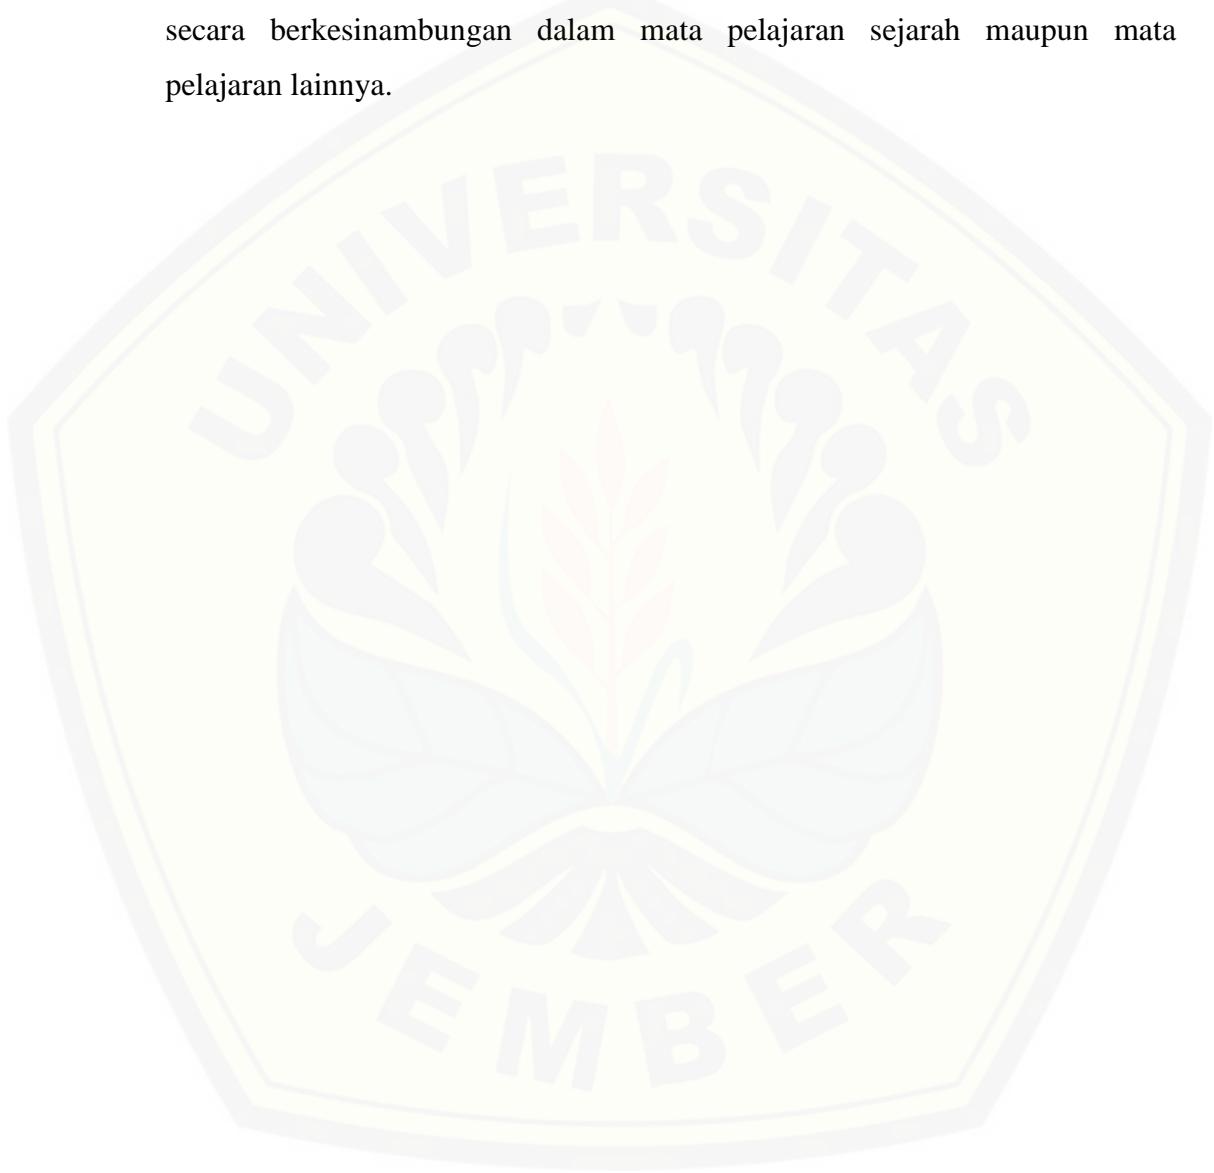 secara berkesinambungan dalam mata pelajaran sejarah maupun mata
pelajaran lainnya.
UNIVERSITAS
JEMBER